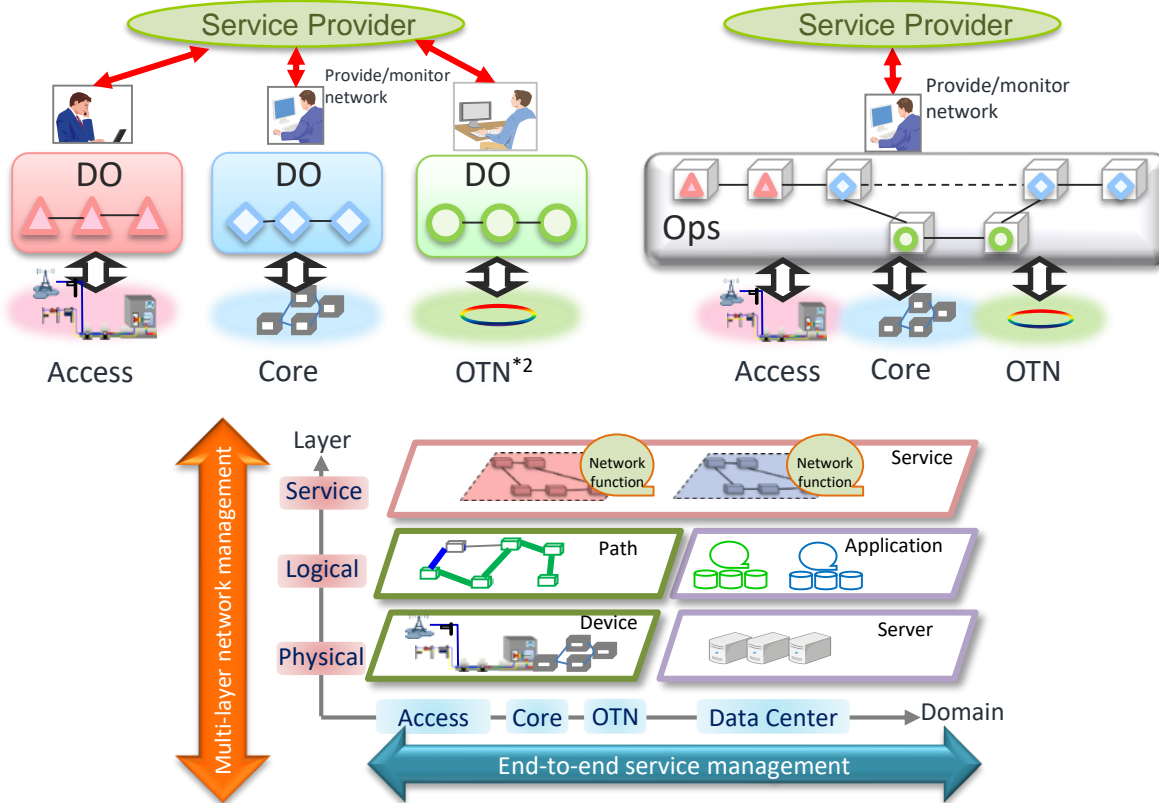 Service Provider
Provide/monitor
network
DO
DO
DO
Access
Core
OTN*2
Service Provider
Provide/monitor
network
Ops
Access
Core
OTN
Multi-layer network management
Layer
Service
Logical
Physical
Network
function
Network
function
Service
Path
Application
Device
Server
Access
Core
OTN
Data Center
Domain
End-to-end service management